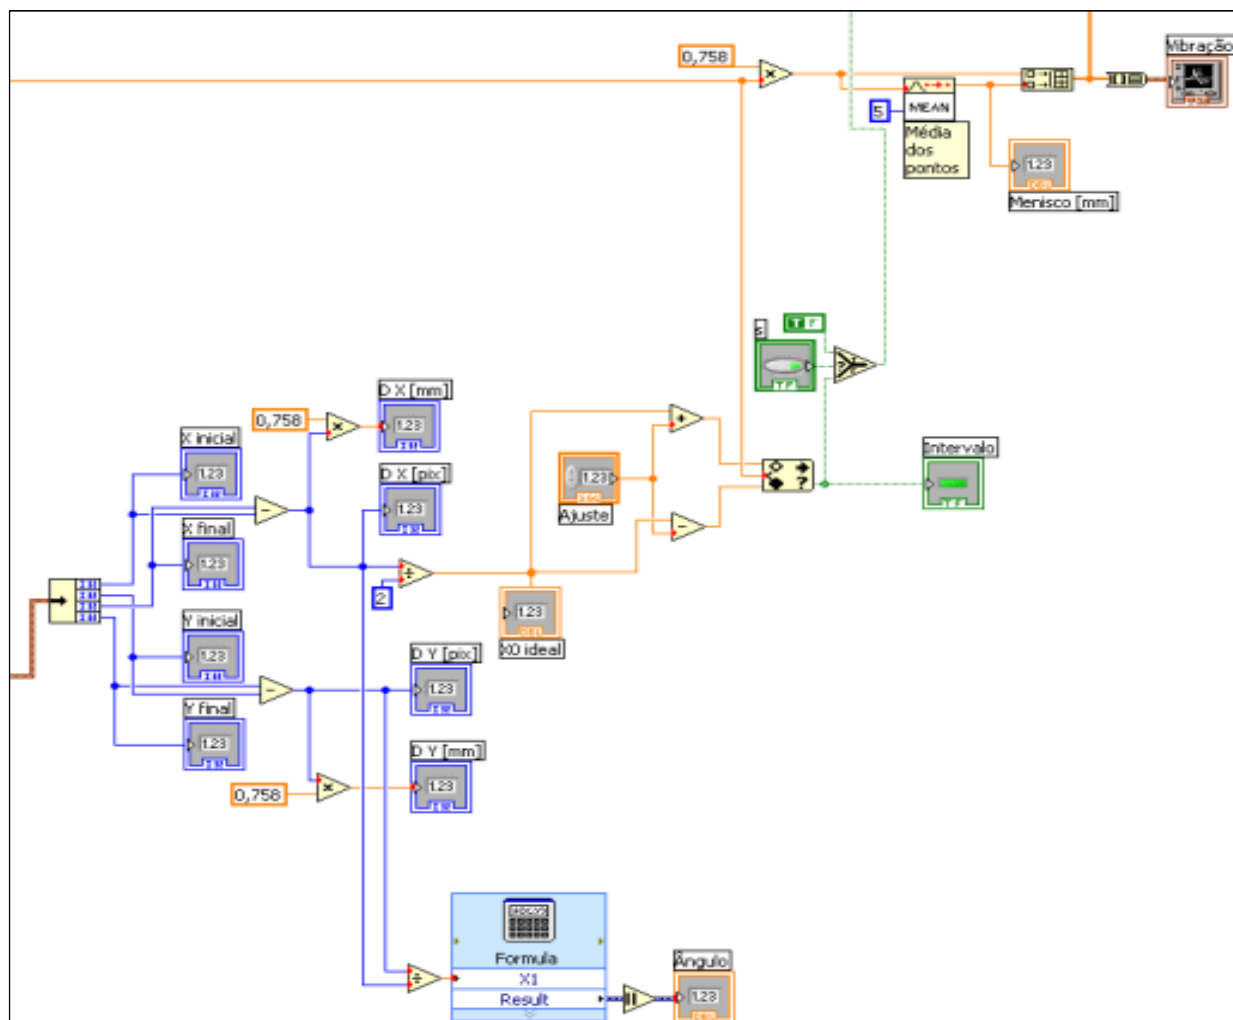 Vibração
0,758
5
MEAN
Média
dos
pontos
1.23
Menisco [mm]
S
T F
T F
D X [mm]
0,758
1.23
X inicial
1.23
D X [pix]
1.23
Intervalo
T F
1.23
Ajuste
X final
1.23
2
1.23
X0 ideal
Y inicial
1.23
D Y [pix]
1.23
Y final
1.23
D Y [mm]
1.23
0,758
Formula
X1
Result
Ângulo
1.23